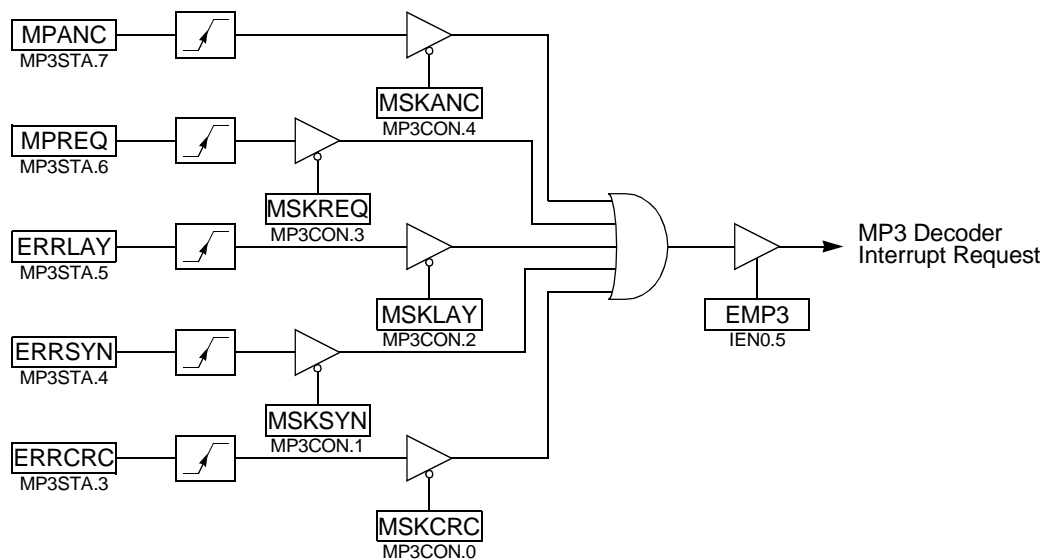 MPANC
MP3STA.7
MSKANC
MP3CON.4
MPREQ
MP3STA.6
MSKREQ
MP3CON.3
ERRLAY
MP3STA.5
MSKLAY
MP3CON.2
MP3 Decoder
Interrupt Request
EMP3
IEN0.5
ERRSYN
MP3STA.4
MSKSYN
MP3CON.1
ERRCRC
MP3STA.3
MSKCRC
MP3CON.0